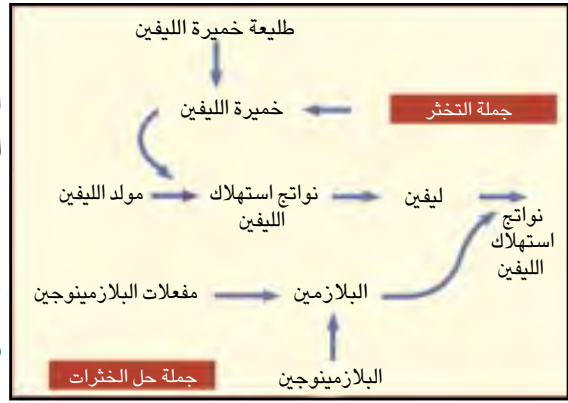 طليعة خميرة الليفين
خميرة الليفين
جملة التخثر
مولد الليفين
نواتج استهلاك
الليفين
ليفين
نواتج
استهلاك
الليفين
مفعلات البلازمينوجين
البلازمين
جملة حل الخثرات
البلازمينوجين